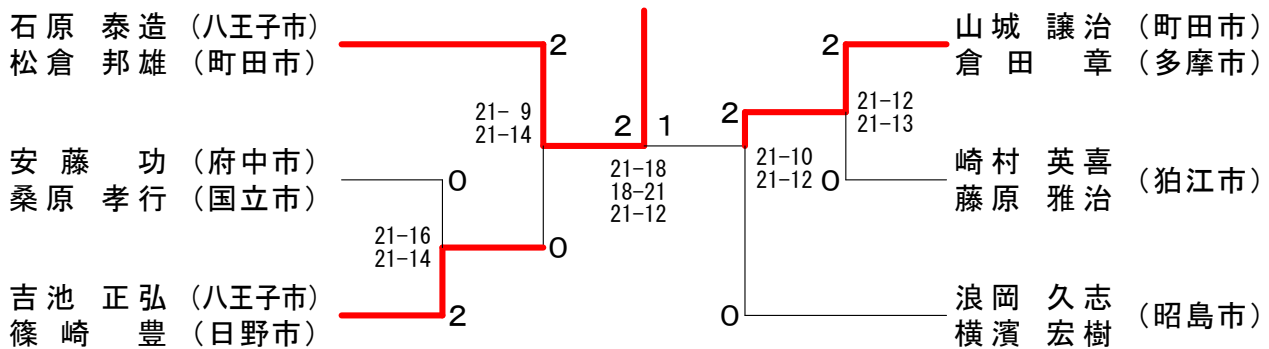 石原 泰造 (八王子市)
松倉 邦雄 (町田市)
安藤 功 (府中市)
桑原 孝行 (国立市)
吉池 正弘 (八王子市)
篠崎 豊 (日野市)
2
21- 9
21-14
0
21-16
21-14
0
2
2
1
21-18
18-21
21-12
2
21-10
21-12
0
2
21-12
21-13
0
山城 譲治 (町田市)
倉田 章 (多摩市)
崎村 英喜
藤原 雅治
(狛江市)
浪岡 久志
横濱 宏樹
(昭島市)